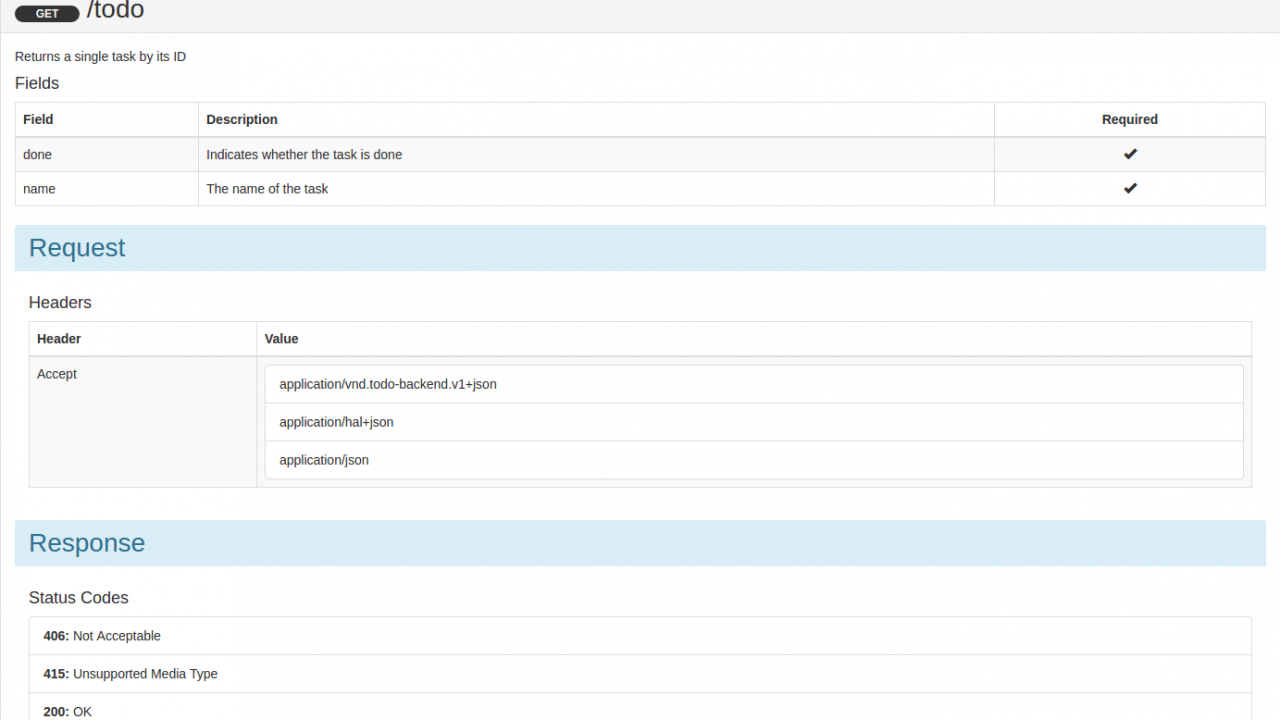 GET /todo
Returns a single task by its ID
Fields
Field Description Required
done Indicates whether the task is done
name The name of the task
Request
Headers
Header Value
Accept application/vnd.todo-backend.v1+json
application/hal+json
application/json
Response
Status Codes
406: Not Acceptable
415: Unsupported Media Type
200: OK